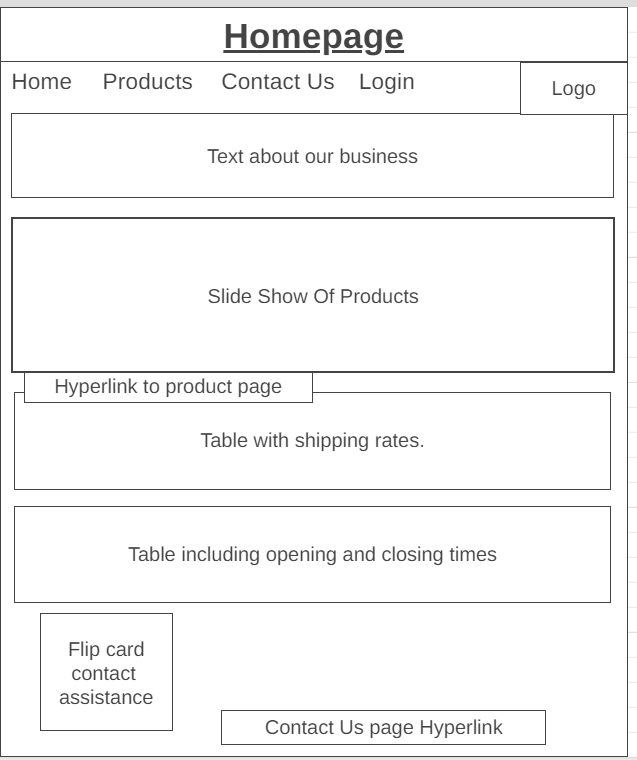 Homepage
Home Products Contact Us Login
Logo
Text about our business
Slide Show Of Products
Hyperlink to product page
Table with shipping rates.
Table including opening and closing times
Flip card
contact
assistance
Contact Us page Hyperlink